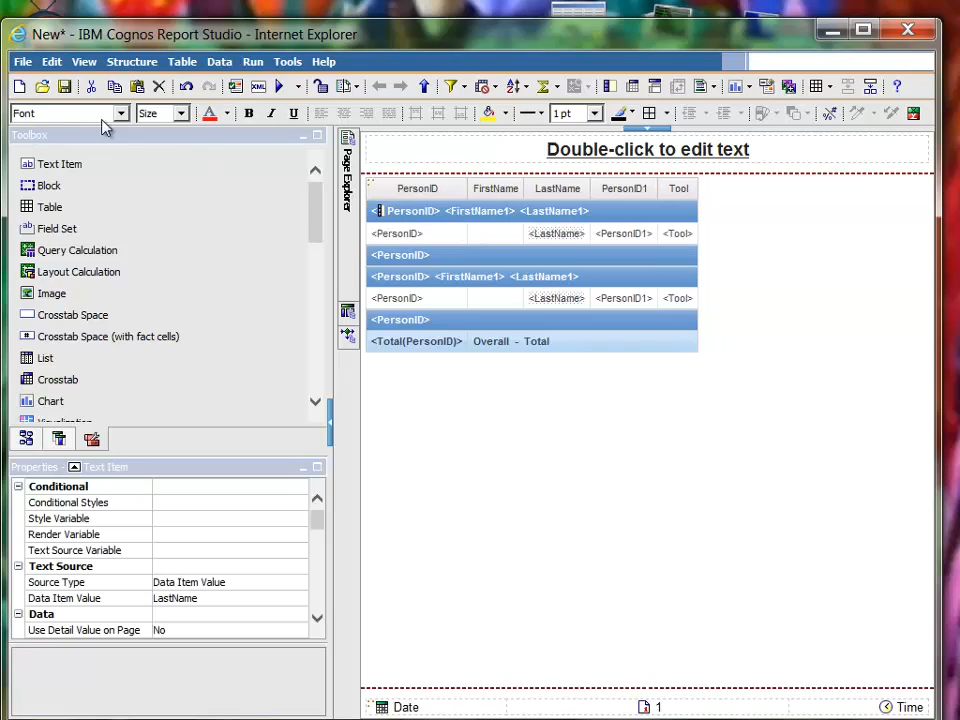 New* - IBM Cognos Report Studio - Internet Explorer
File Edit View Structure Table Data Run Tools Help
Font Size B I U 1 pt
Toolbox
Text Item
Block
Table
Field Set
Query Calculation
Layout Calculation
Image
Crosstab Space
Crosstab Space (with fact cells)
List
Crosstab
Chart
Visualization
Properties - Text Item
Conditional
Conditional Styles
Style Variable
Render Variable
Text Source Variable
Text Source
Source Type Data Item Value
Data Item Value LastName
Data
Use Detail Value on Page No
Page Explorer
Double-click to edit text
PersonID FirstName LastName PersonID1 Tool
< PersonID> <FirstName1> <LastName1>
<PersonID> <LastName> <PersonID1> <Tool>
<PersonID>
<PersonID> <FirstName1> <LastName1>
<PersonID> <LastName> <PersonID1> <Tool>
<PersonID>
<Total(PersonID)> Overall - Total
Date 1 Time